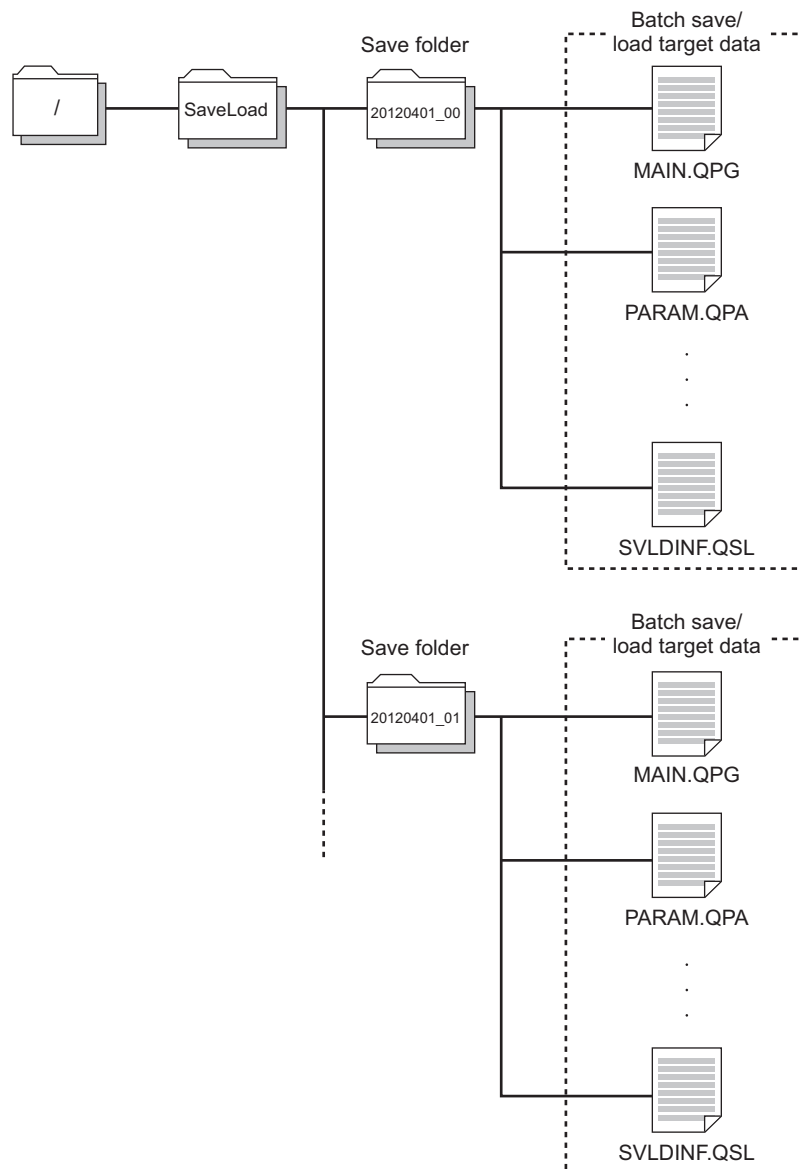 Batch save/
load target data
Save folder
/
SaveLoad
20120401_00
MAIN.QPG
PARAM.QPA
.
.
.
SVLDINF.QSL
Batch save/
load target data
Save folder
20120401_01
MAIN.QPG
PARAM.QPA
.
.
.
SVLDINF.QSL